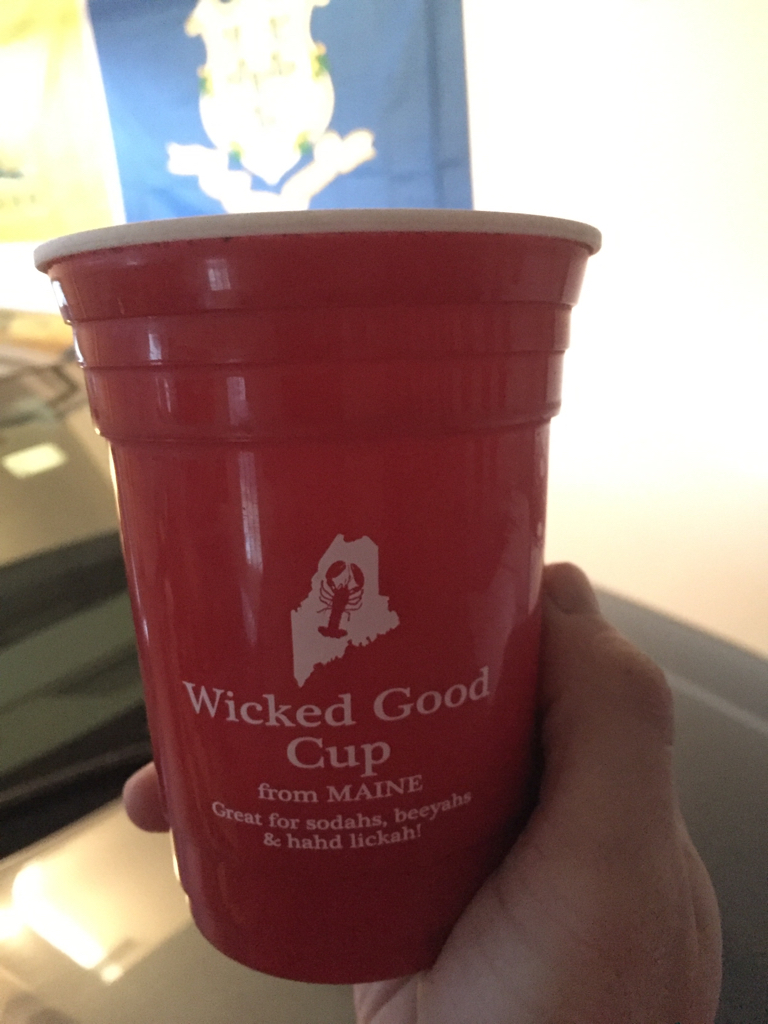 Wicked Good
Cup
from MAINE
Great for sodahs, beeyahs
& hahd lickah!